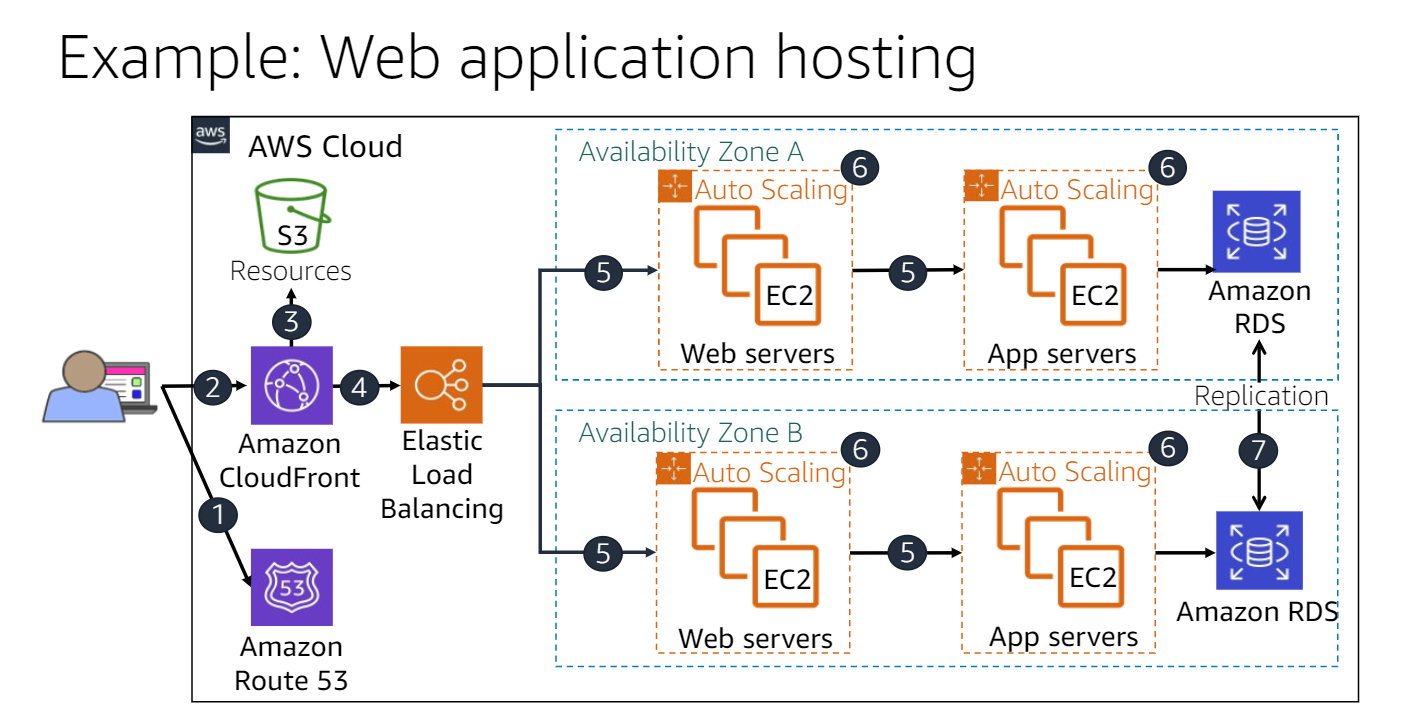 Example: Web application hosting
aws
AWS Cloud
S3
Resources
3
2
4
Amazon
CloudFront
Elastic
Load
Balancing
1
53
Amazon
Route 53
Availability Zone A
6
Auto Scaling
5
EC2
Web servers
6
Auto Scaling
5
EC2
App servers
Amazon
RDS
Replication
7
Availability Zone B
6
Auto Scaling
5
EC2
Web servers
6
Auto Scaling
5
EC2
App servers
Amazon RDS